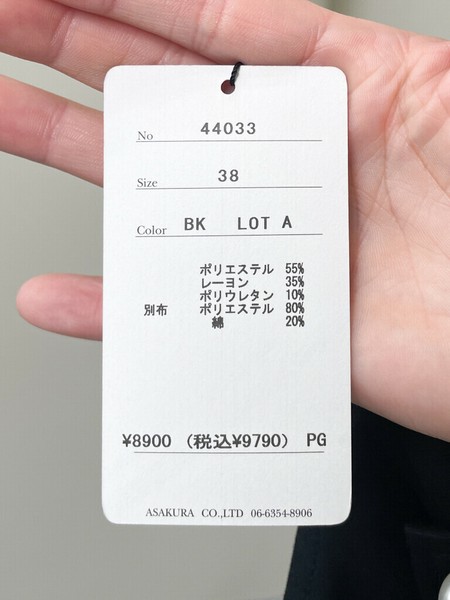 No 44033
Size 38
Color BK LOT A
ポリエステル 55%
レーヨン 35%
ポリウレタン 10%
別布 ポリエステル 80%
綿 20%
¥8900 (税込¥9790) PG
ASAKURA CO.,LTD 06-6354-8906